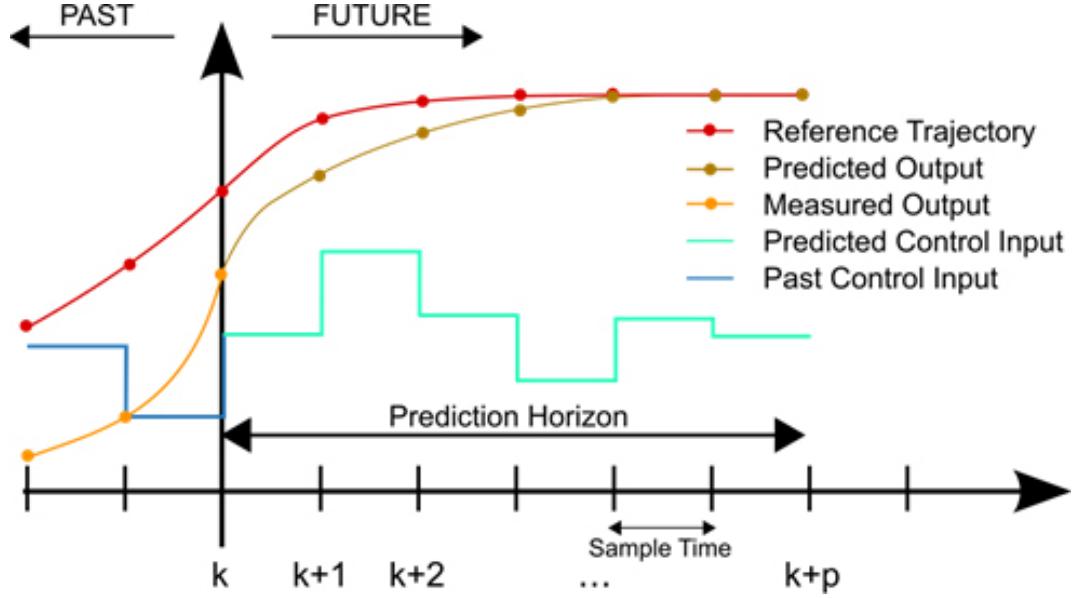 PAST
FUTURE
Reference Trajectory
Predicted Output
Measured Output
Predicted Control Input
Past Control Input
Prediction Horizon
Sample Time
k k+1 k+2 ... k+p